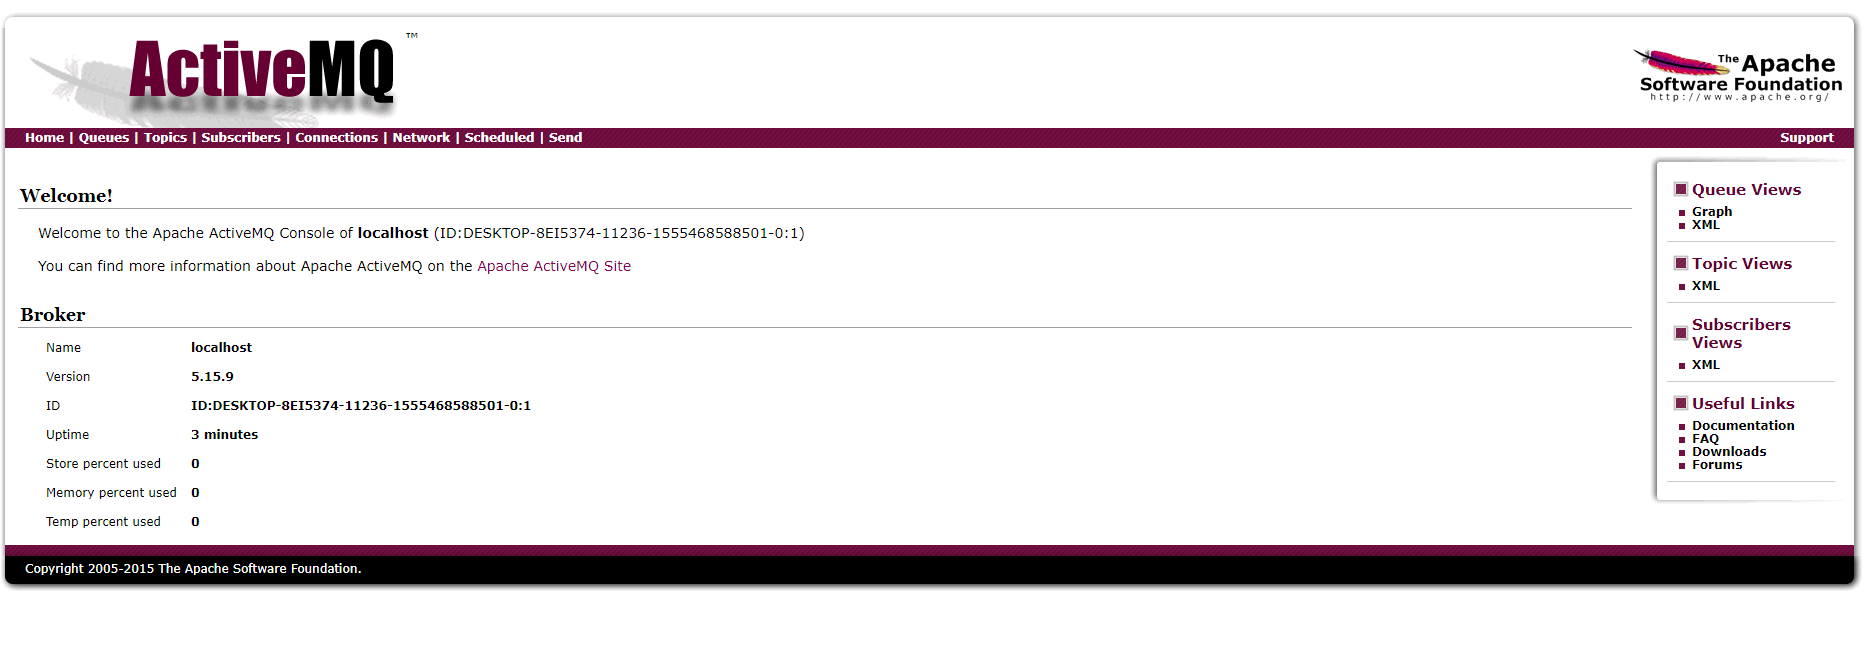 ActiveMQ ™
The Apache
Software Foundation
http://www.apache.org/
Home | Queues | Topics | Subscribers | Connections | Network | Scheduled | Send
Support
Welcome!
Welcome to the Apache ActiveMQ Console of localhost (ID:DESKTOP-8EI5374-11236-1555468588501-0:1)
You can find more information about Apache ActiveMQ on the Apache ActiveMQ Site
Broker
Name localhost
Version 5.15.9
ID ID:DESKTOP-8EI5374-11236-1555468588501-0:1
Uptime 3 minutes
Store percent used 0
Memory percent used 0
Temp percent used 0
Queue Views
Graph
XML
Topic Views
XML
Subscribers
Views
XML
Useful Links
Documentation
FAQ
Downloads
Forums
Copyright 2005-2015 The Apache Software Foundation.